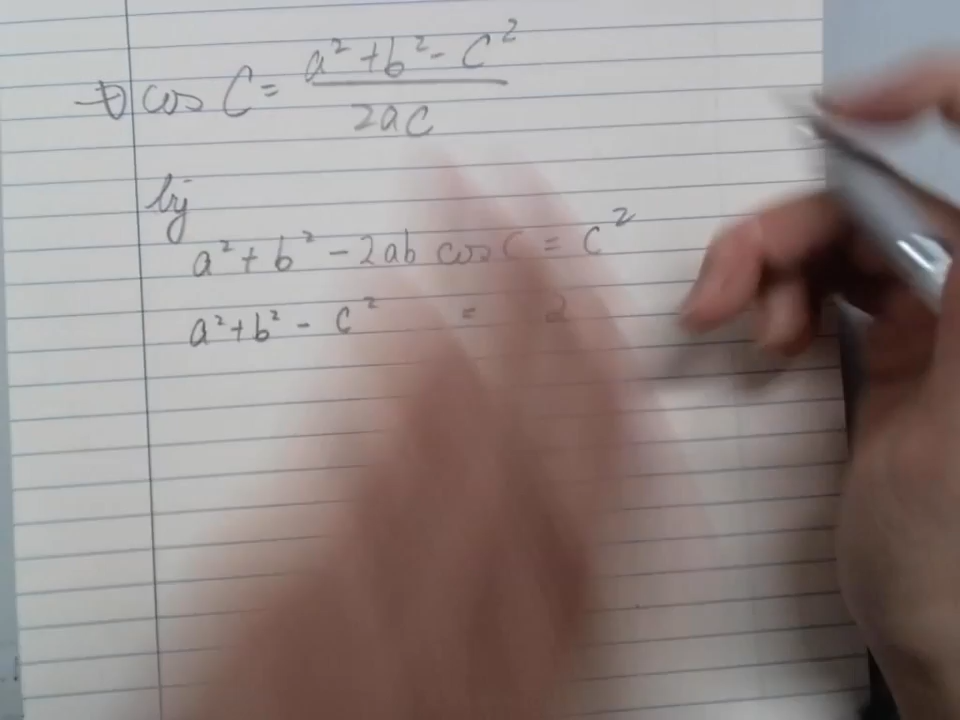 cos C = (a² + b² - C²) / 2ac
by
a² + b² - 2ab cos C = c²
a² + b² - c² = 2